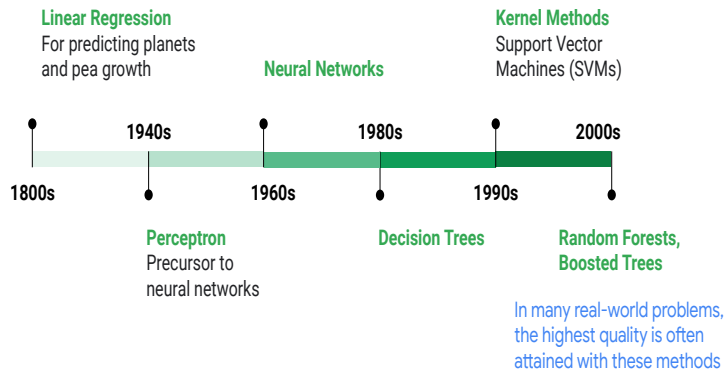 Linear Regression
For predicting planets
and pea growth
Neural Networks
Kernel Methods
Support Vector
Machines (SVMs)
1940s
1980s
2000s
1800s
1960s
1990s
Perceptron
Precursor to
neural networks
Decision Trees
Random Forests,
Boosted Trees
In many real-world problems,
the highest quality is often
attained with these methods